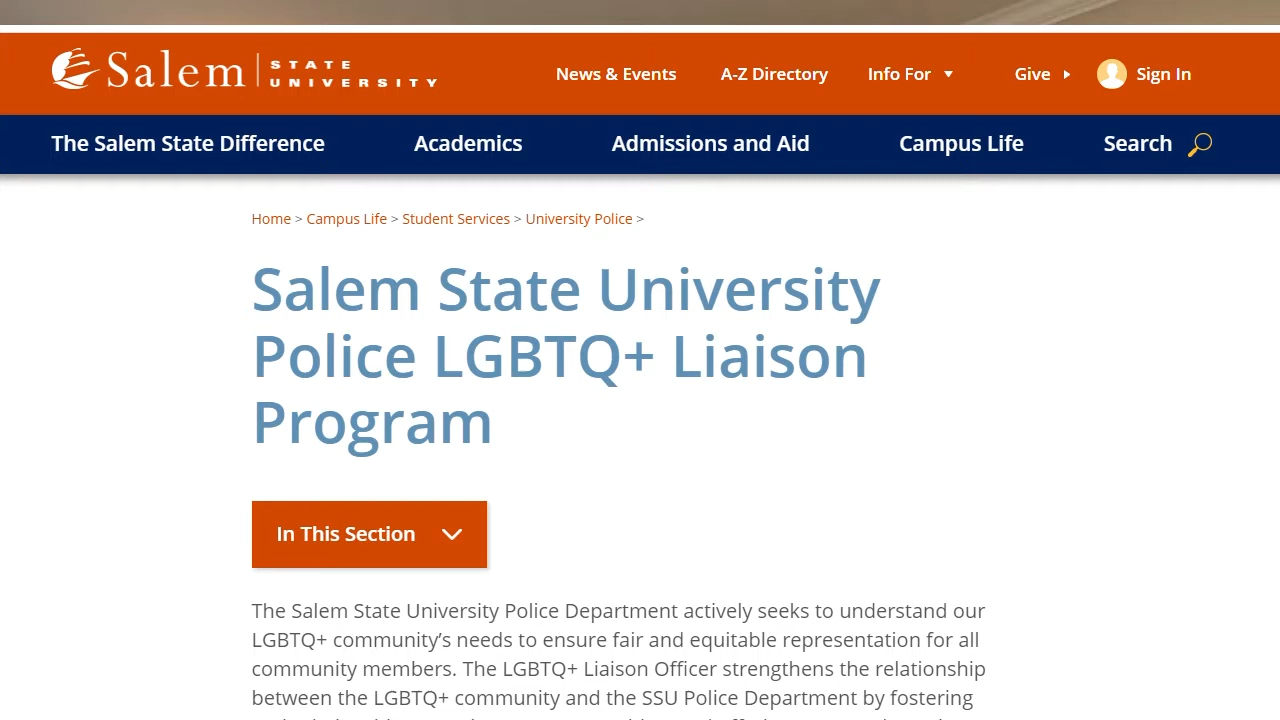 Salem STATE UNIVERSITY
News & Events A-Z Directory Info For Give Sign In
The Salem State Difference Academics Admissions and Aid Campus Life Search
Home > Campus Life > Student Services > University Police >
Salem State University
Police LGBTQ+ Liaison
Program
In This Section
The Salem State University Police Department actively seeks to understand our
LGBTQ+ community’s needs to ensure fair and equitable representation for all
community members. The LGBTQ+ Liaison Officer strengthens the relationship
between the LGBTQ+ community and the SSU Police Department by fostering